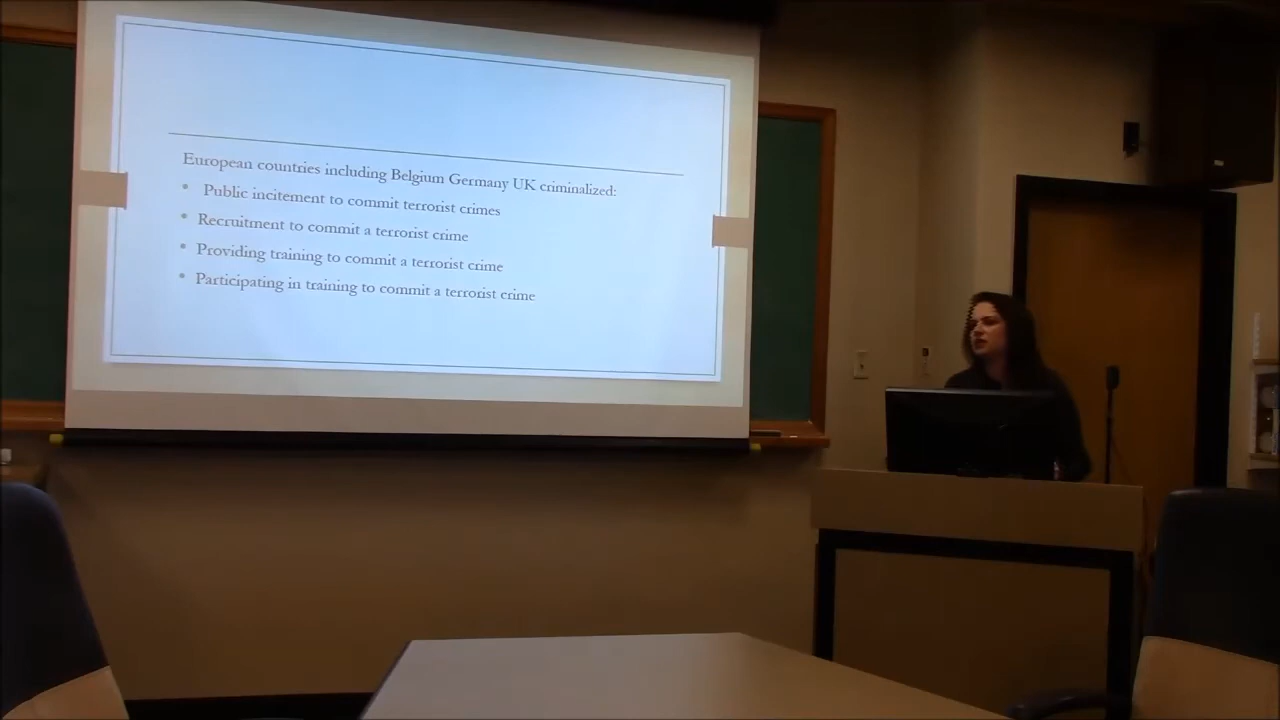 European countries including Belgium Germany UK criminalized:
• Public incitement to commit terrorist crimes
• Recruitment to commit a terrorist crime
• Providing training to commit a terrorist crime
• Participating in training to commit a terrorist crime